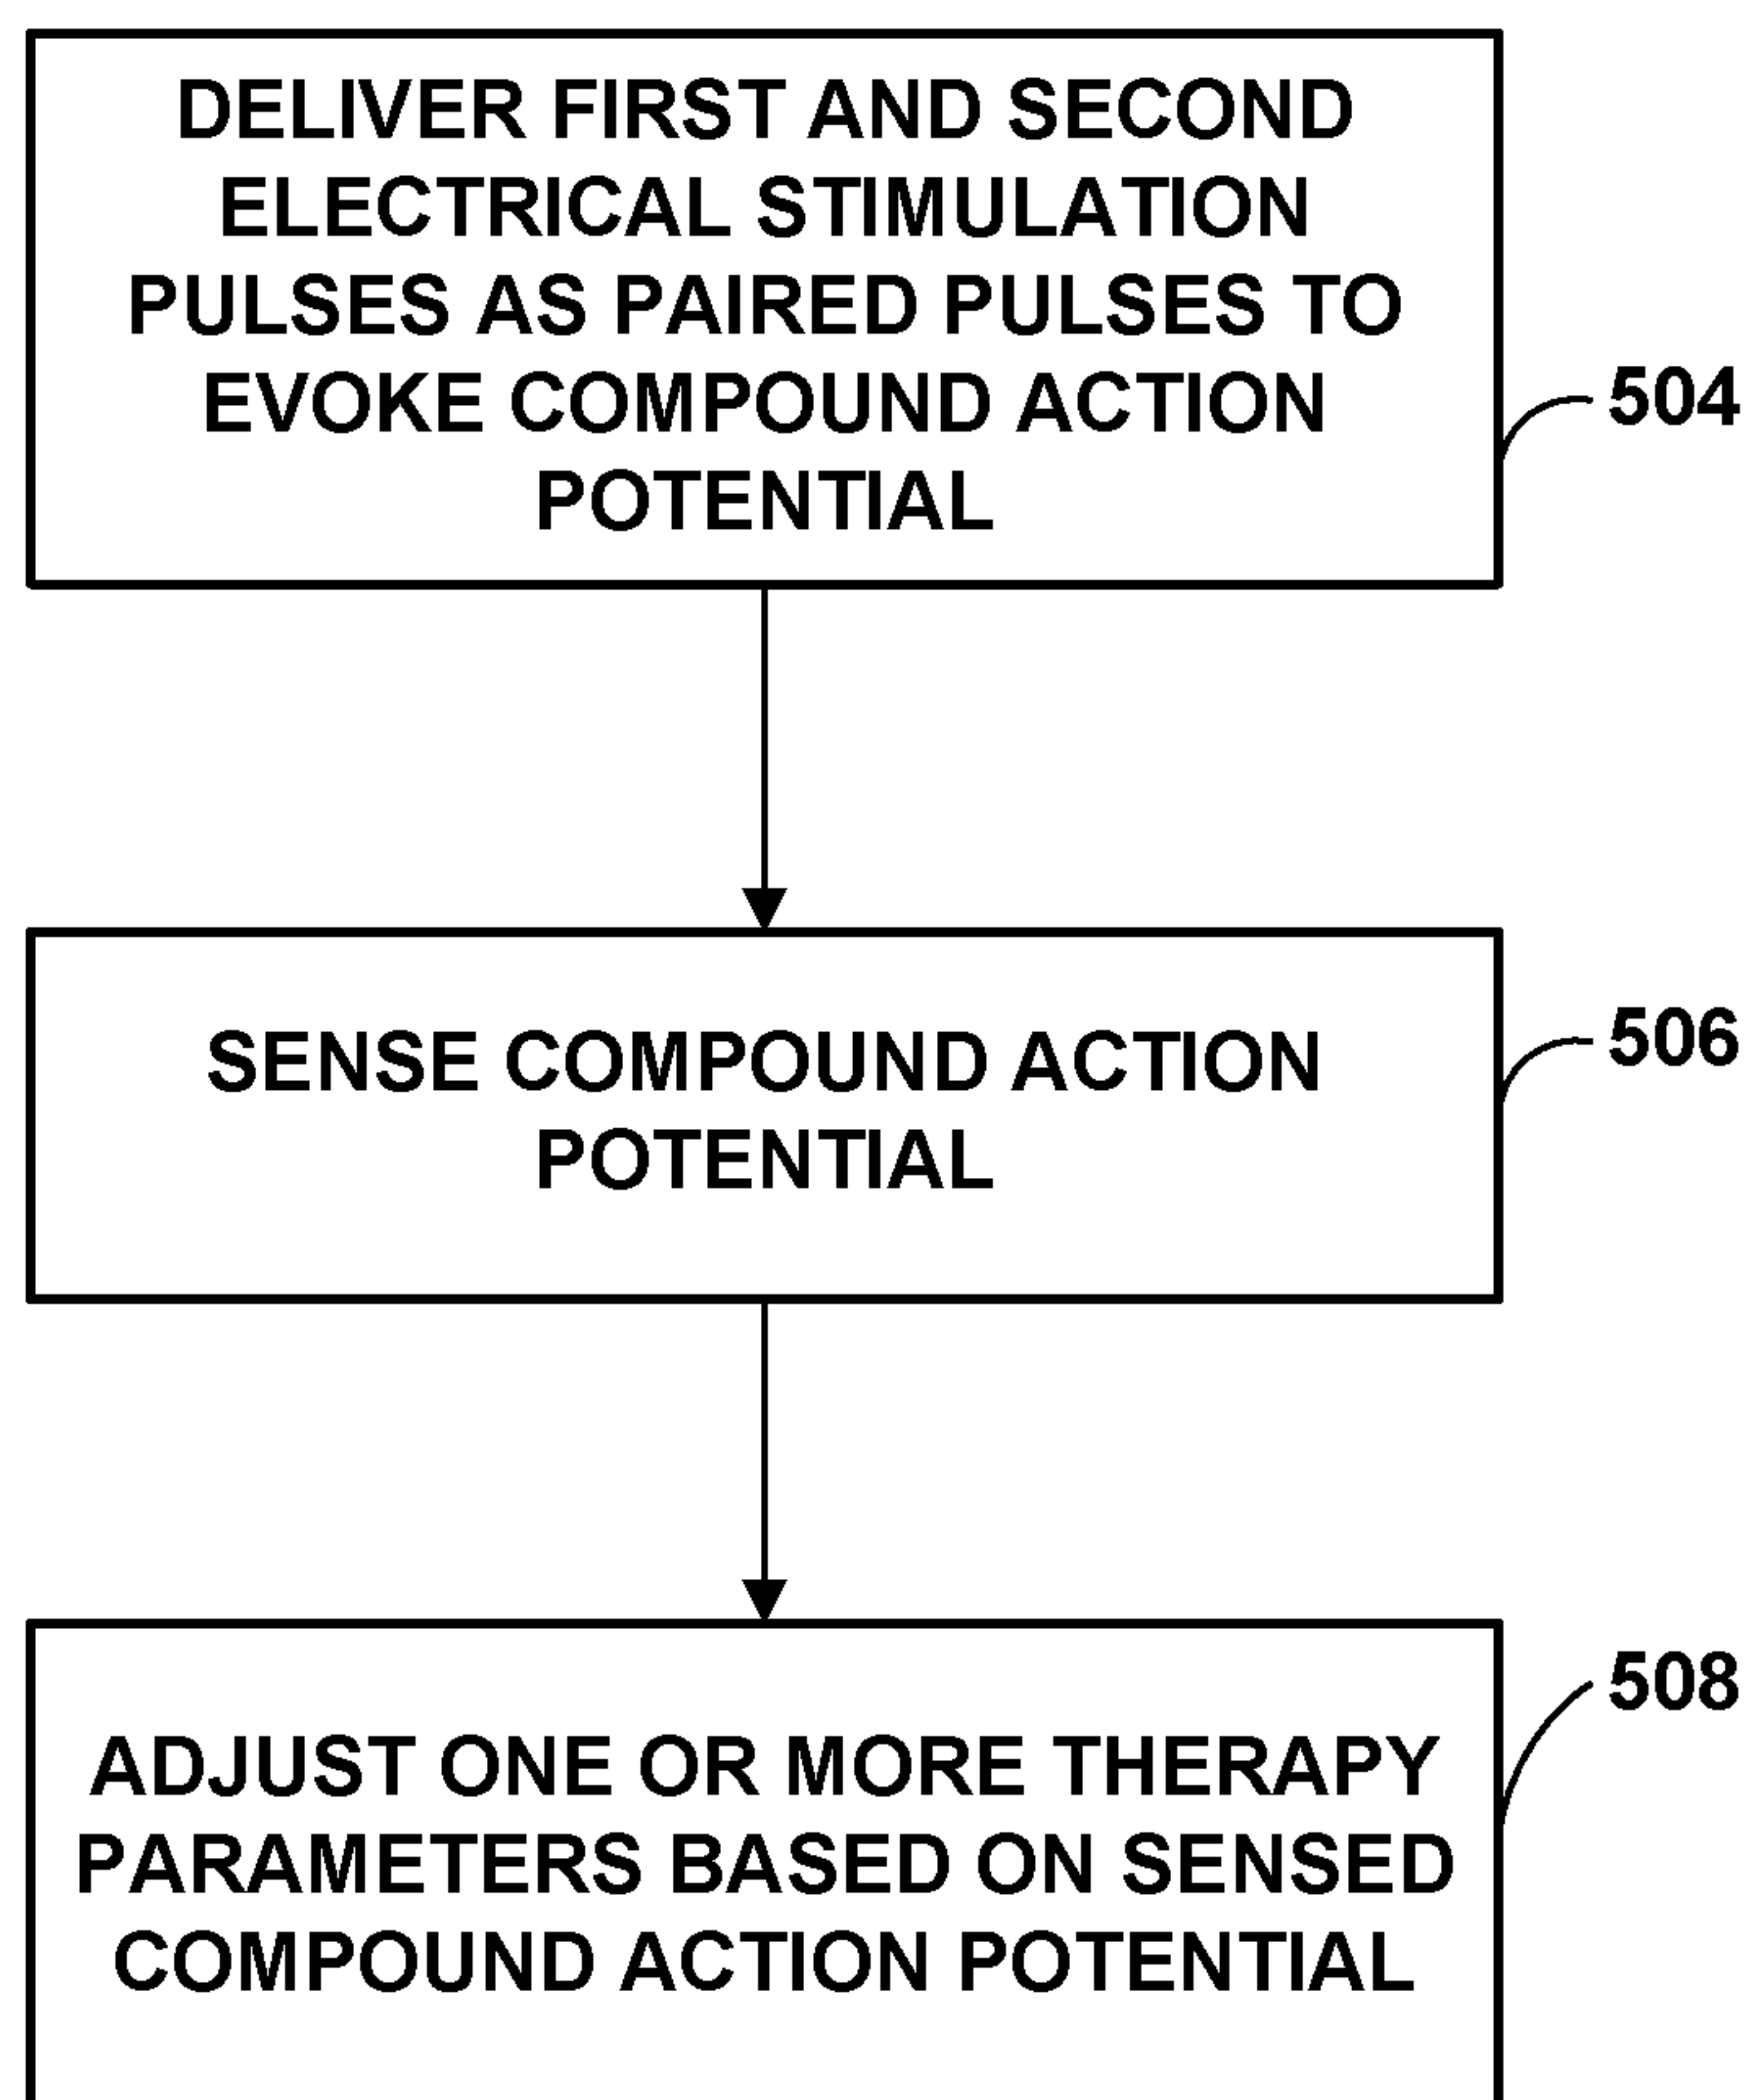 DELIVER FIRST AND SECOND
ELECTRICAL STIMULATION
PULSES AS PAIRED PULSES TO
EVOKE COMPOUND ACTION
POTENTIAL
504
SENSE COMPOUND ACTION
POTENTIAL
506
ADJUST ONE OR MORE THERAPY
PARAMETERS BASED ON SENSED
COMPOUND ACTION POTENTIAL
508